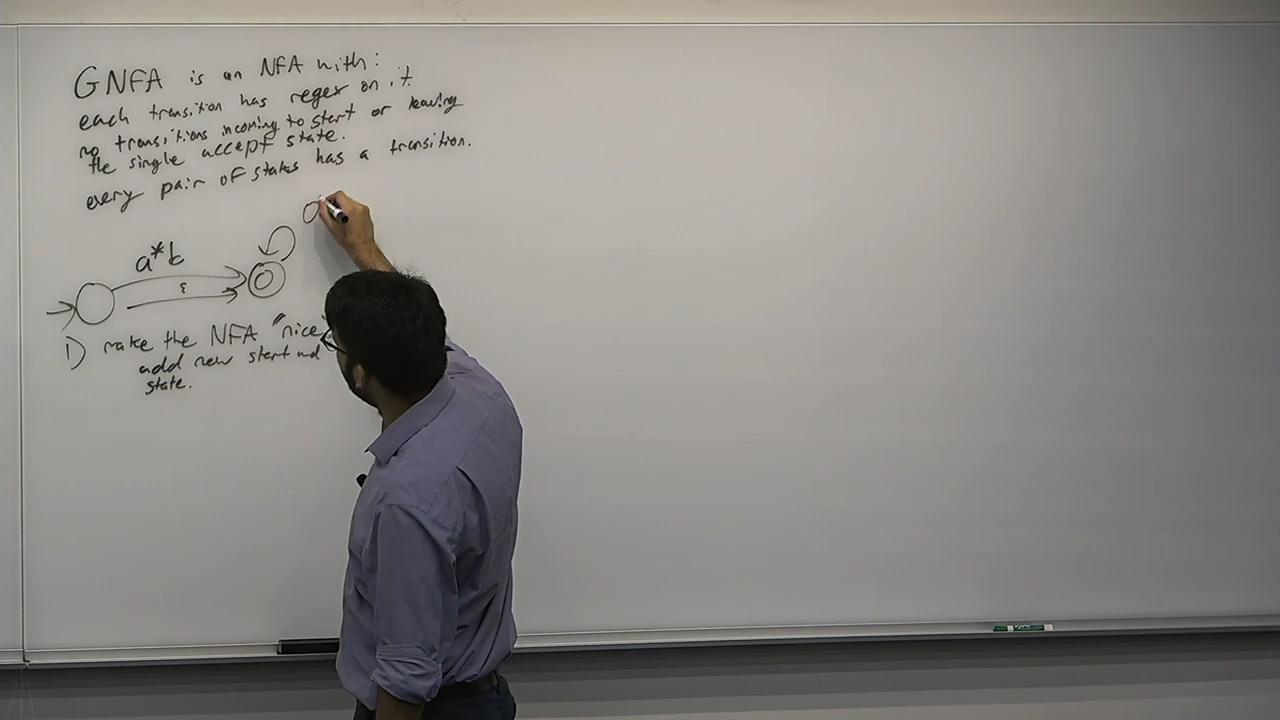 GNFA is an NFA with:
each transition has regex on it
no transitions incoming to start or leaving
the single accept state.
every pair of states has a transition.
a*b
ε
1) make the NFA "nice
add new start and
state.